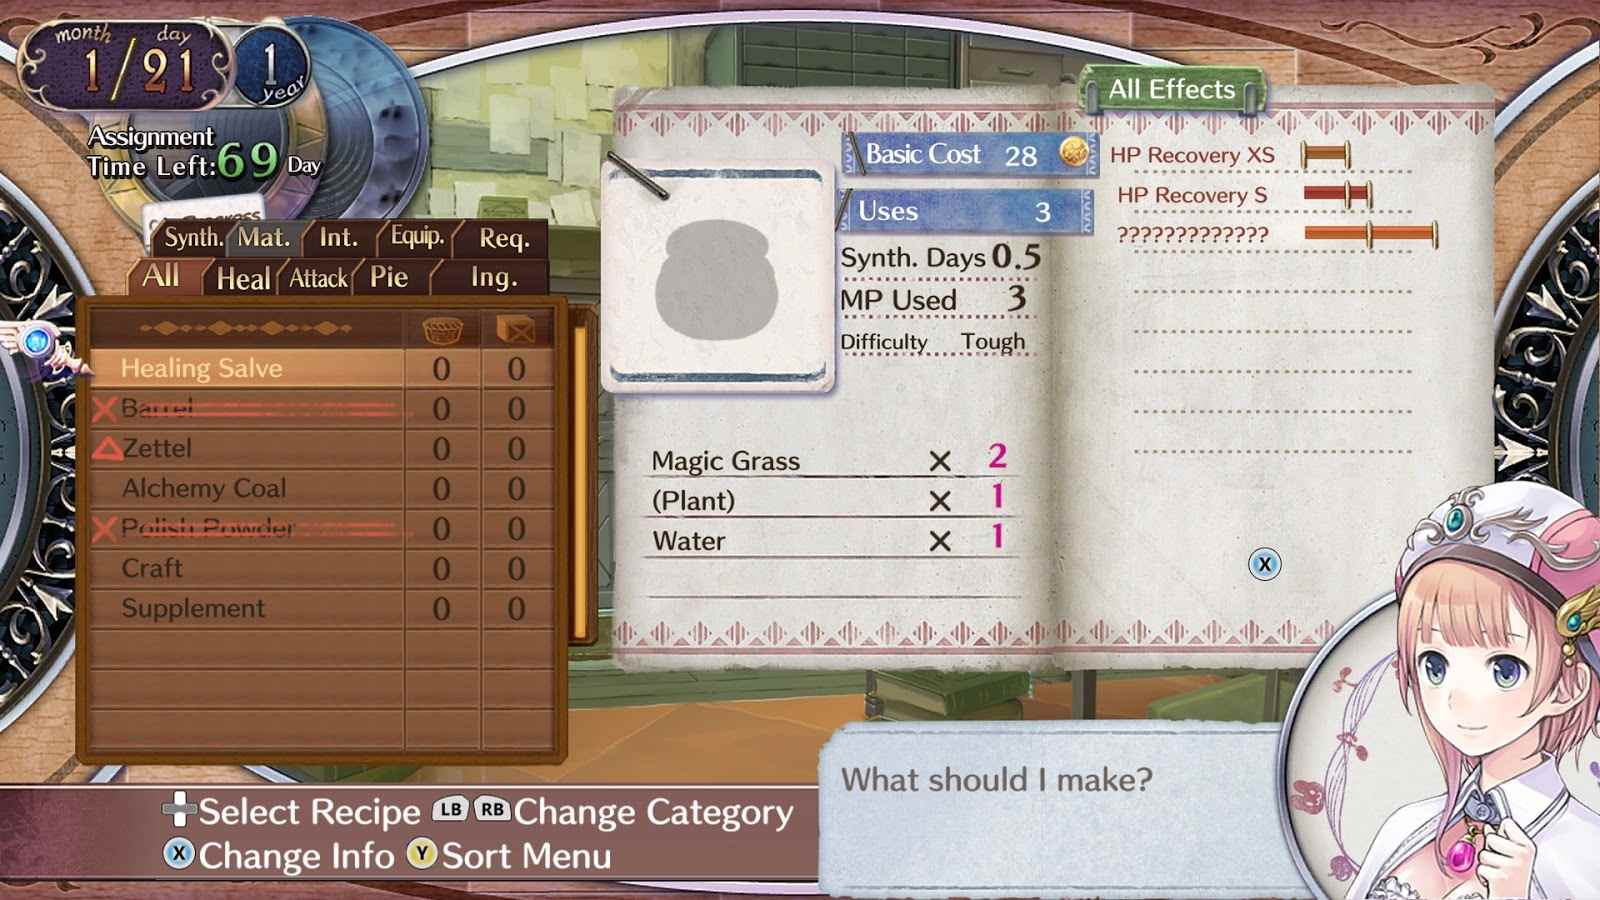 month day
1/21
1 year
Assignment
Time Left:69 Day
Synth. Mat. Int. Equip. Req.
All Heal Attack Pie Ing.
Healing Salve 0 0
Barrel 0 0
Zettel 0 0
Alchemy Coal 0 0
Polish Powder 0 0
Craft 0 0
Supplement 0 0
Basic Cost 28
Uses 3
Synth. Days 0.5
MP Used 3
Difficulty Tough
Magic Grass × 2
(Plant) × 1
Water × 1
All Effects
HP Recovery XS
HP Recovery S
?????????????
X
What should I make?
Select Recipe LB RB Change Category
X Change Info Y Sort Menu